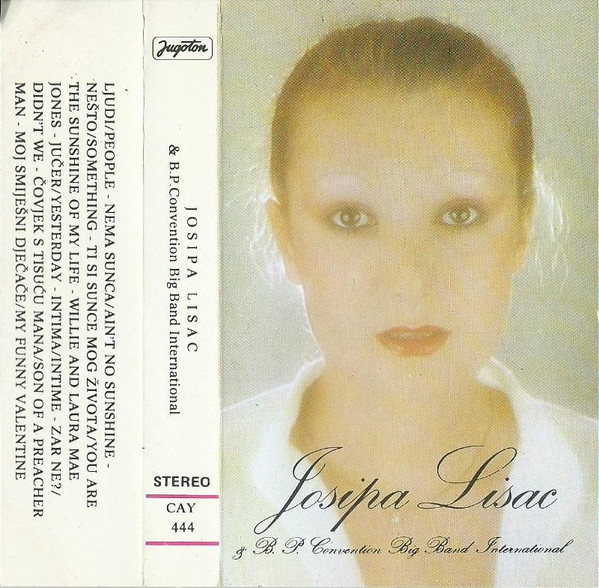 LJUDI/PEOPLE - NEMA SUNCA/AIN'T NO SUNSHINE -
NEŠTO/SOMETHING - TI SI SUNCE MOG ŽIVOTA/YOU ARE
THE SUNSHINE OF MY LIFE - WILLIE AND LAURA MAE
JONES - JUČER/YESTERDAY - INTIMA/INTIME - ZAR NE?/
DIDN'T WE - ČOVJEK S TISUĆU MANA/SON OF A PREACHER
MAN - MOJ SMIJEŠNI DJEČAČE/MY FUNNY VALENTINE
Jugoton
JOSIPA LISAC
& B.P.Convention Big Band International
STEREO
CAY
444
Josipa Lisac
& B. P. Convention Big Band International